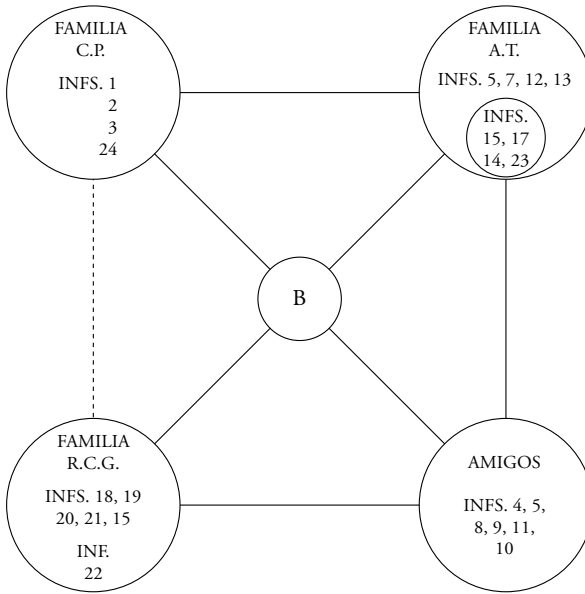 FAMILIA
C.P.
INFS. 1
2
3
24
FAMILIA
A.T.
INFS. 5, 7, 12, 13
INFS.
15, 17
14, 23
B
FAMILIA
R.C.G.
INFS. 18, 19
20, 21, 15
INF.
22
AMIGOS
INFS. 4, 5,
8, 9, 11,
10